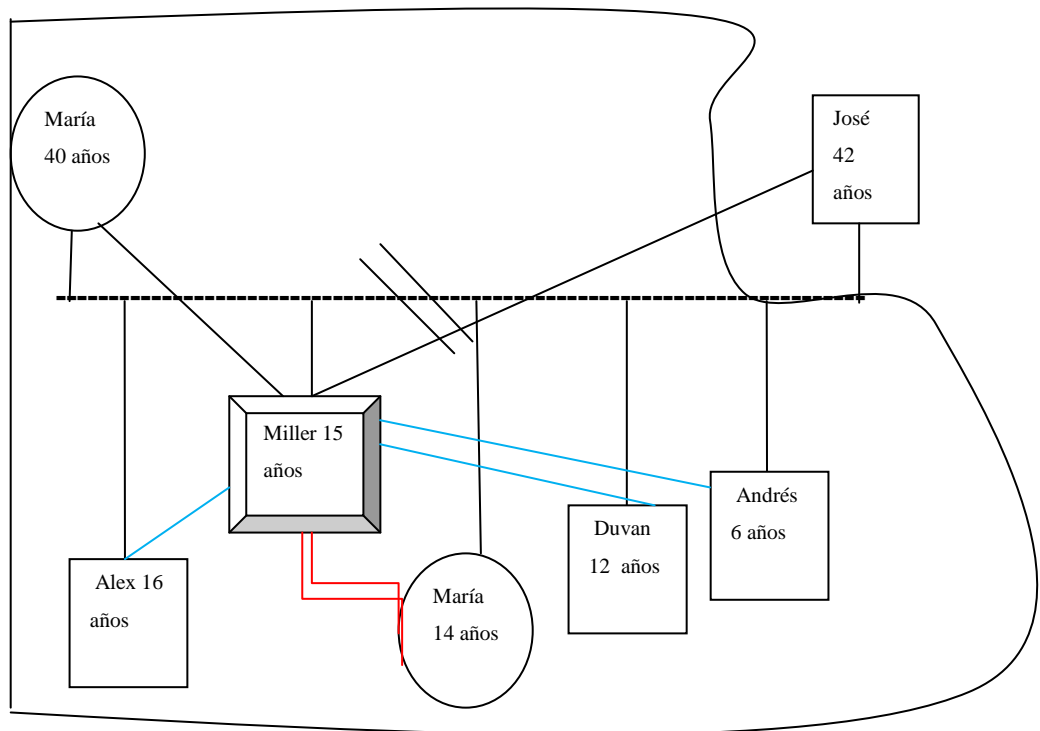 María
40 años
José
42
años
Miller 15
años
Alex 16
años
María
14 años
Duvan
12 años
Andrés
6 años